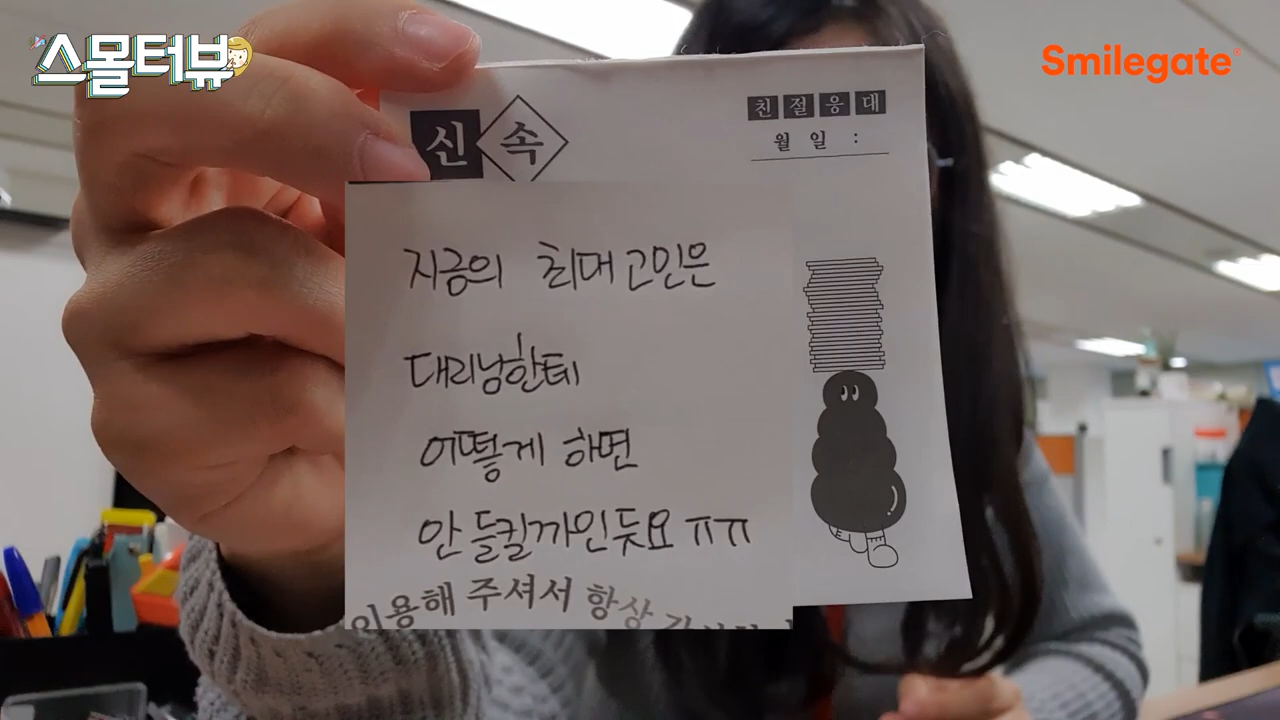 스몰터뷰
Smilegate
신속
친절응대
월 일 :
지금의 최대 고민은
대리님한테
어떻게 하면
안 들킬까인듯요 ㅠㅠ
이용해 주셔서 항상